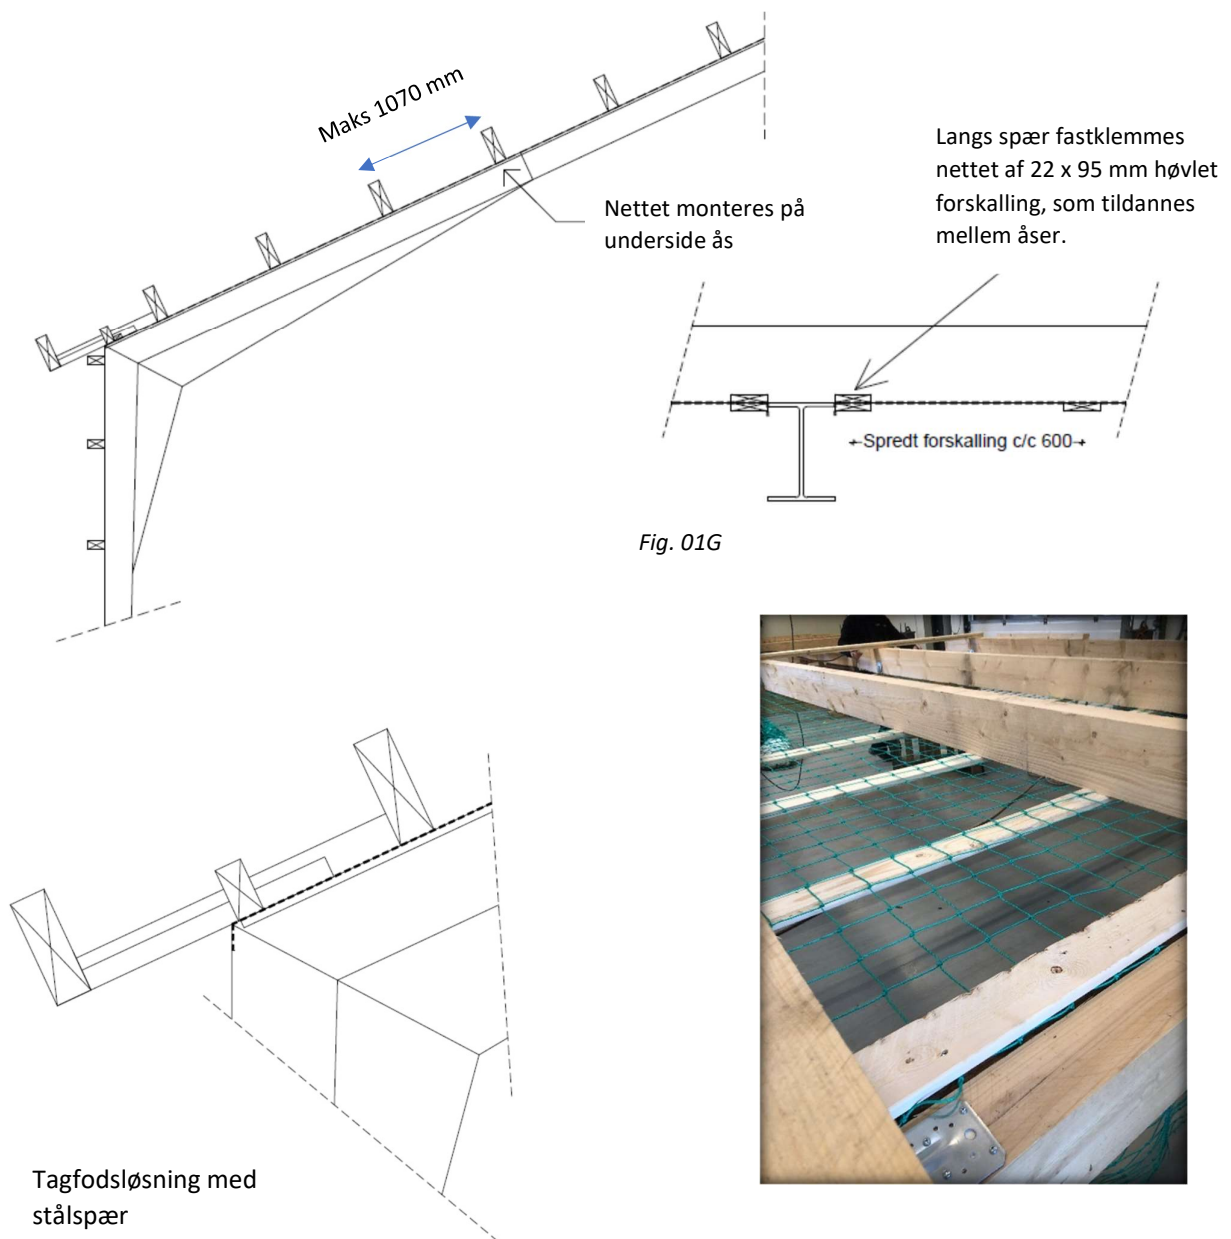 Maks 1070 mm
Nettet monteres på
underside ås
Langs spær fastklemmes
nettet af 22 x 95 mm høvlet
forskalling, som tildannes
mellem åser.
Spredt forskalling c/c 600
Fig. 01G
Tagfodsløsning med
stålspær